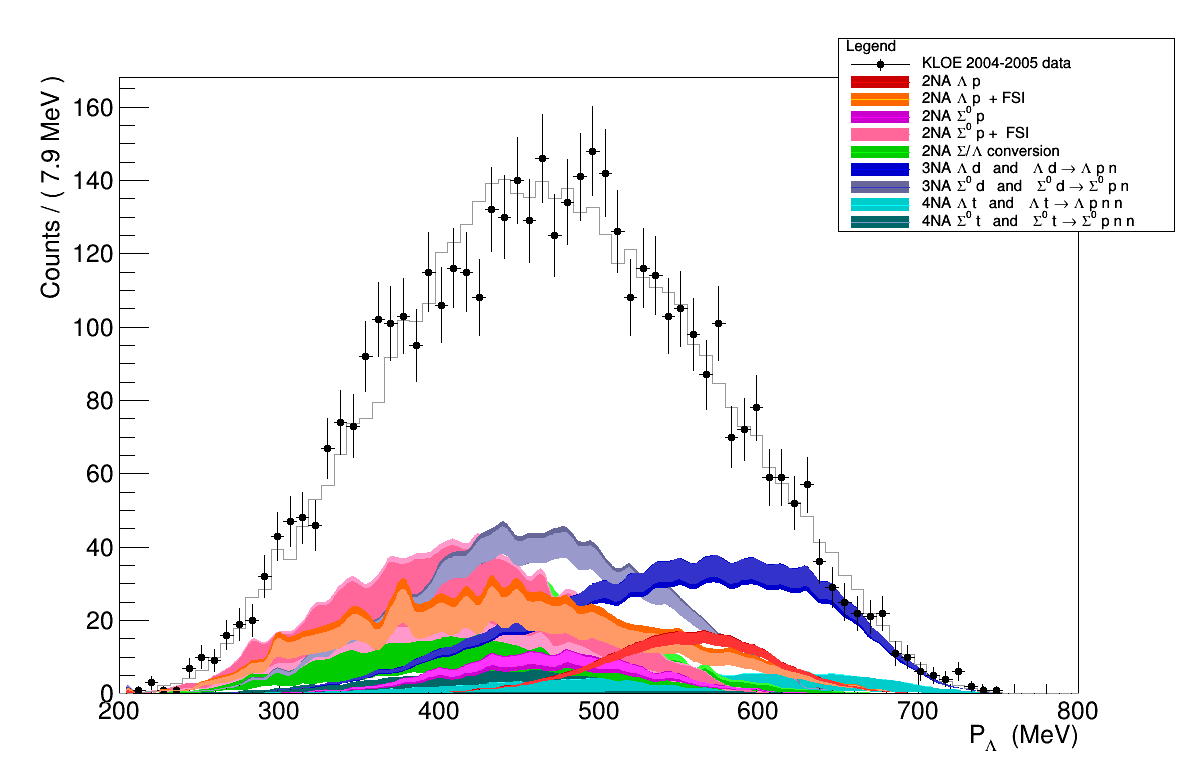 Legend
KLOE 2004-2005 data
2NA Λ p
2NA Λ p + FSI
2NA Σ⁰ p
2NA Σ⁰ p + FSI
2NA Σ/Λ conversion
3NA Λ d and Λ d → Λ p n
3NA Σ⁰ d and Σ⁰ d → Σ⁰ p n
4NA Λ t and Λ t → Λ p n n
4NA Σ⁰ t and Σ⁰ t → Σ⁰ p n n
Counts / ( 7.9 MeV )
160
140
120
100
80
60
40
20
0
200 300 400 500 600 700 800
P_Λ (MeV)